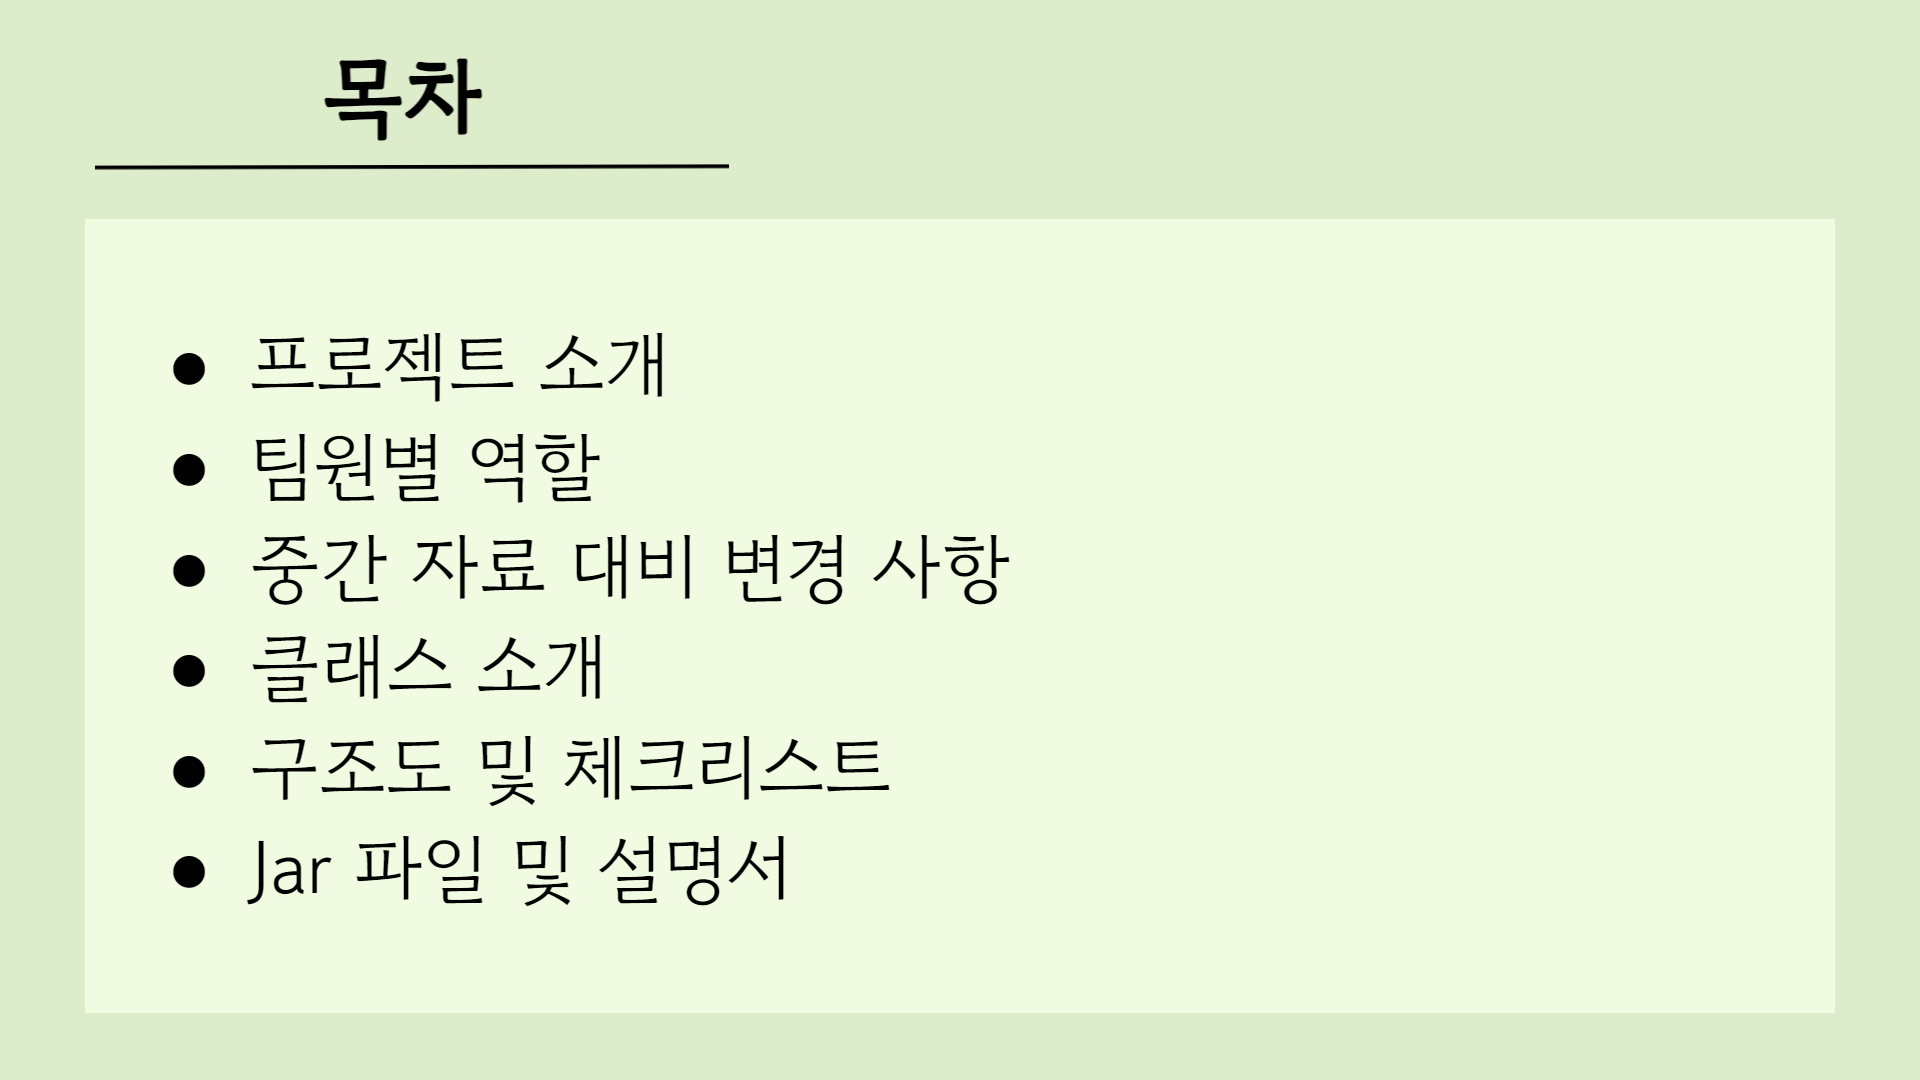 목차
● 프로젝트 소개
● 팀원별 역할
● 중간 자료 대비 변경 사항
● 클래스 소개
● 구조도 및 체크리스트
● Jar 파일 및 설명서